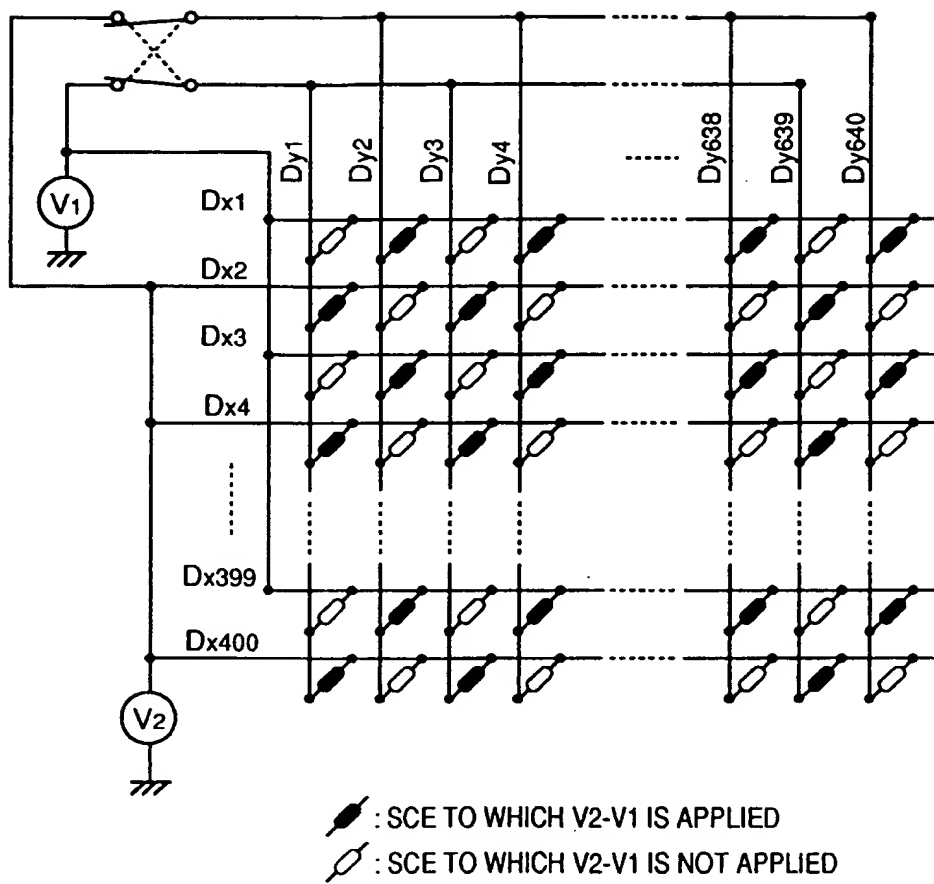 Dy1
Dy2
Dy3
Dy4
Dy638
Dy639
Dy640
V1
Dx1
Dx2
Dx3
Dx4
Dx399
Dx400
V2
: SCE TO WHICH V2-V1 IS APPLIED
: SCE TO WHICH V2-V1 IS NOT APPLIED